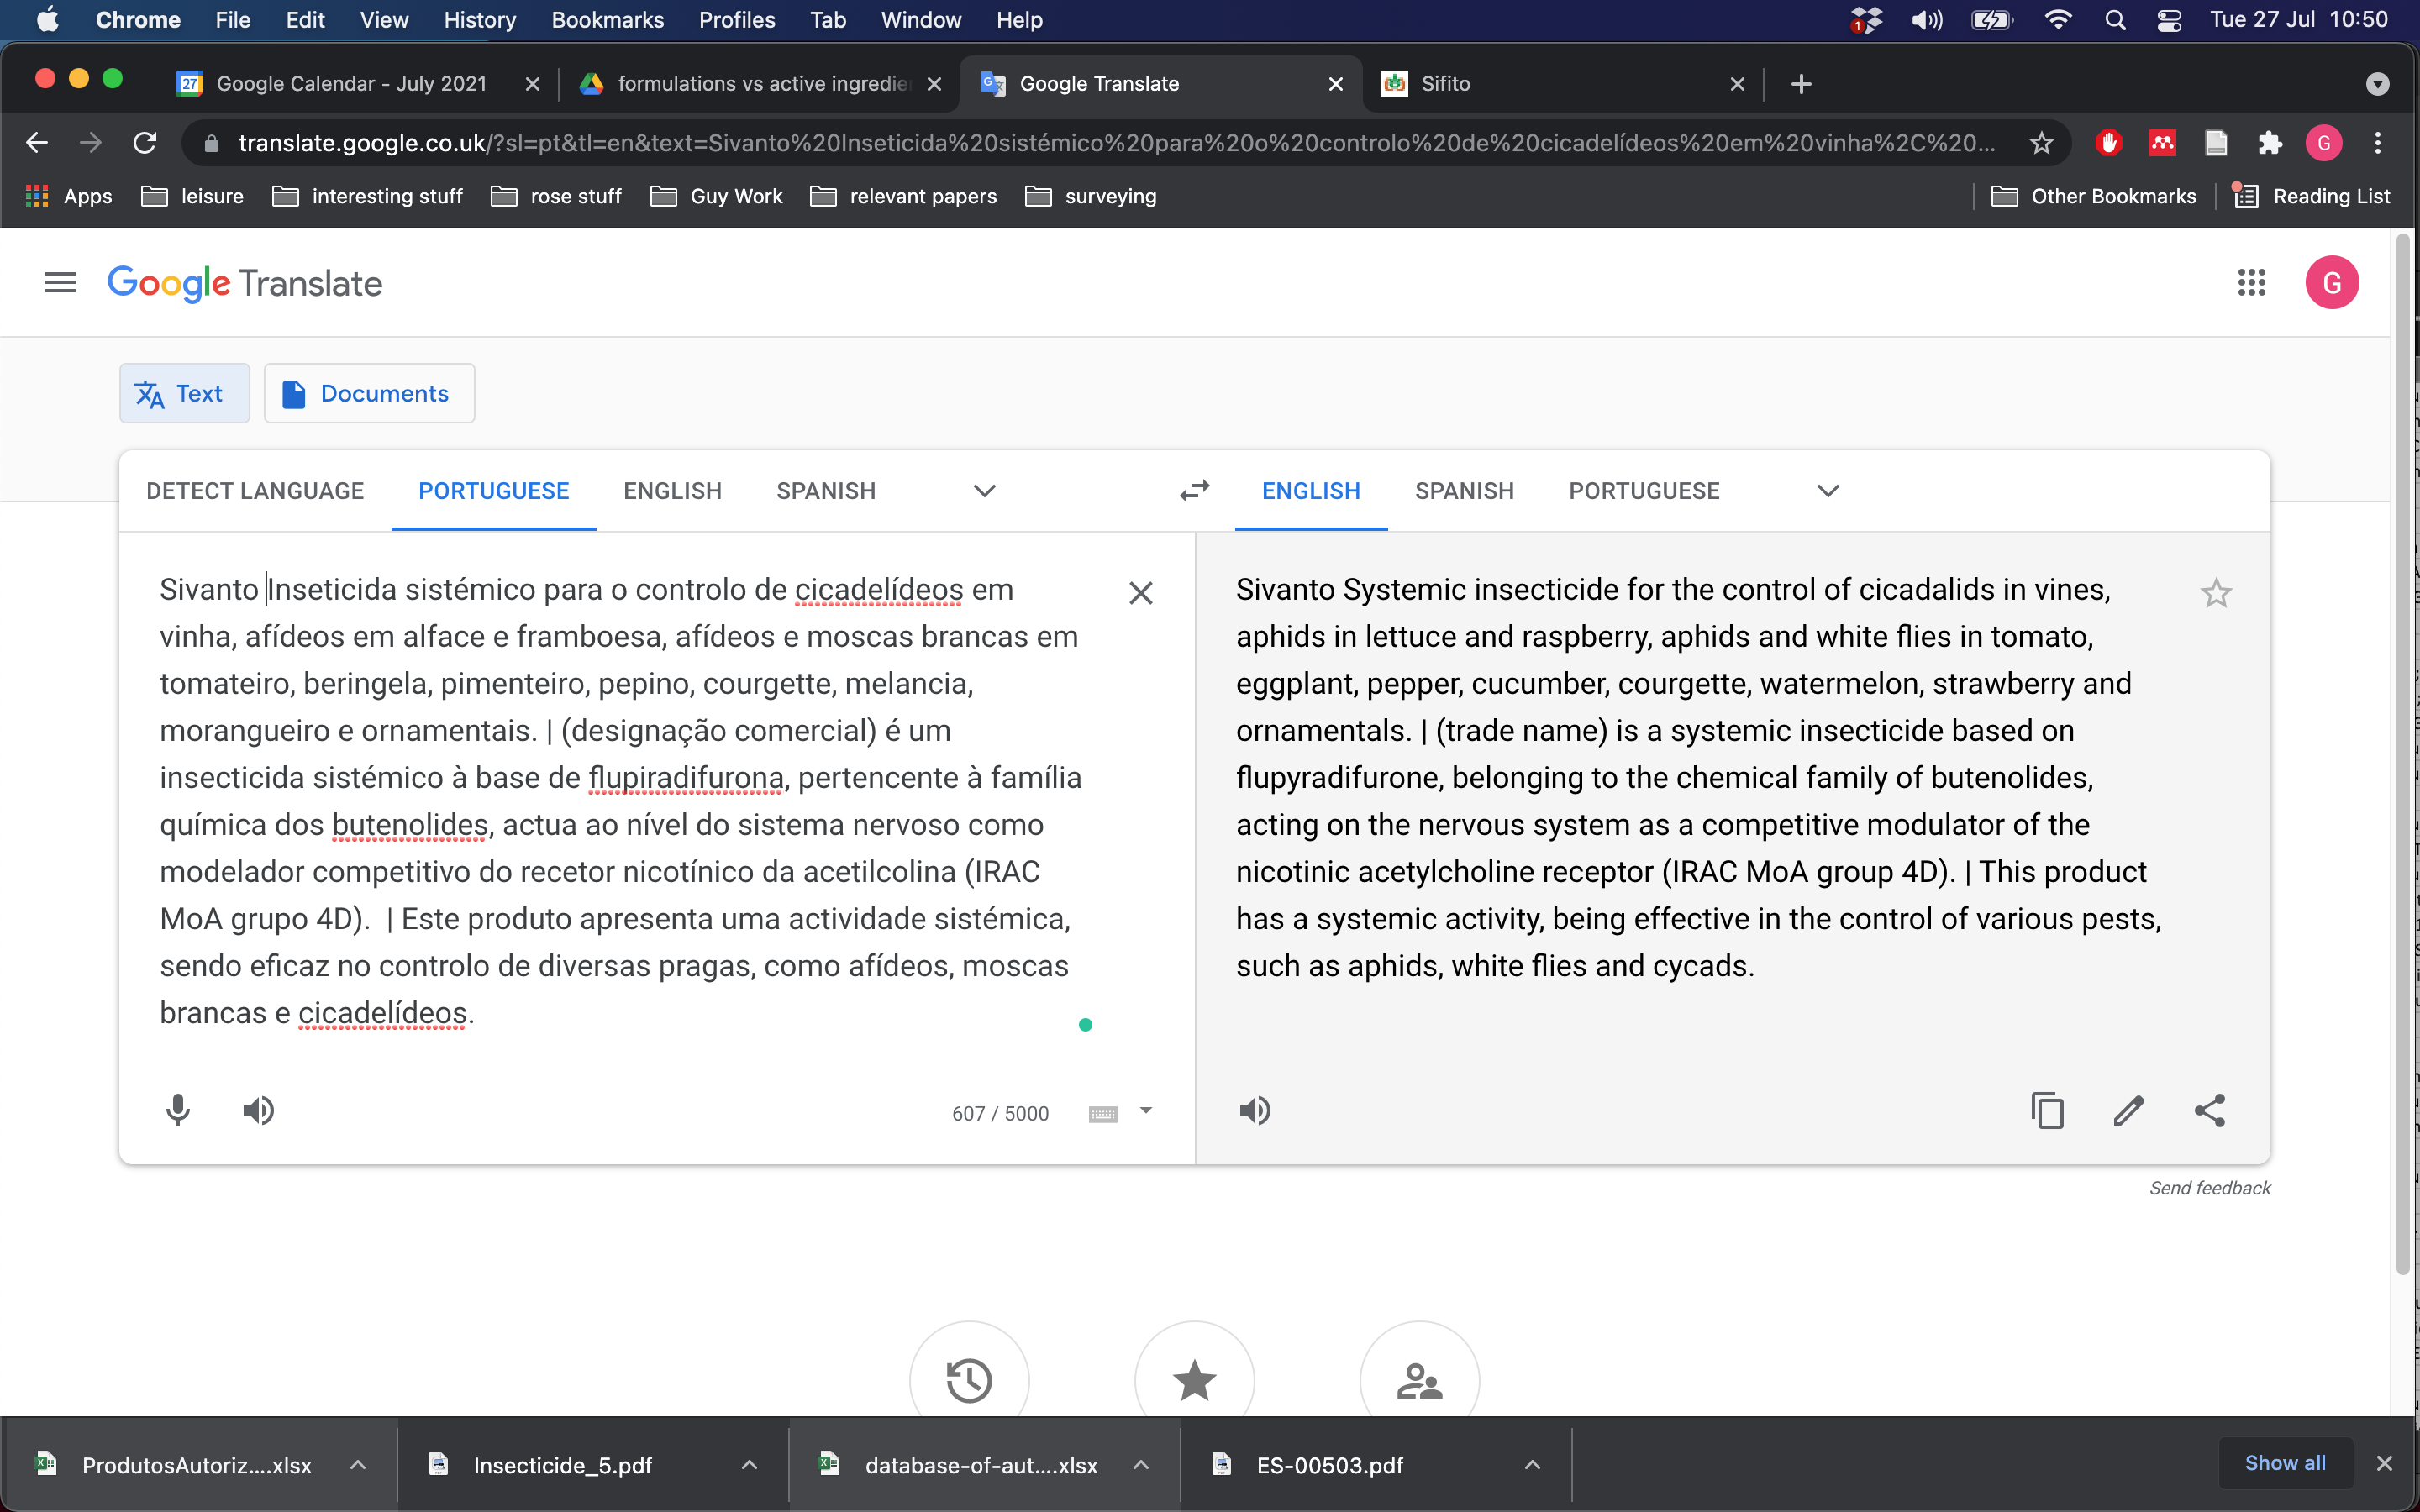 Chrome File Edit View History Bookmarks Profiles Tab Window Help 1 Tue 27 Jul 10:50
27 Google Calendar - July 2021 formulations vs active ingredie Google Translate Sifito
translate.google.co.uk/?sl=pt&tl=en&text=Sivanto%20Inseticida%20sistémico%20para%20o%20controlo%20de%20cicadelídeos%20em%20vinha%2C%20... G
Apps leisure interesting stuff rose stuff Guy Work relevant papers surveying Other Bookmarks Reading List
Google Translate G
Text Documents
DETECT LANGUAGE PORTUGUESE ENGLISH SPANISH ENGLISH SPANISH PORTUGUESE
Sivanto Inseticida sistémico para o controlo de cicadelídeos em
vinha, afídeos em alface e framboesa, afídeos e moscas brancas em
tomateiro, beringela, pimenteiro, pepino, courgette, melancia,
morangueiro e ornamentais. | (designação comercial) é um
insecticida sistémico à base de flupiradifurona, pertencente à família
química dos butenolides, actua ao nível do sistema nervoso como
modelador competitivo do recetor nicotínico da acetilcolina (IRAC
MoA grupo 4D). | Este produto apresenta uma actividade sistémica,
sendo eficaz no controlo de diversas pragas, como afídeos, moscas
brancas e cicadelídeos.
607 / 5000
Sivanto Systemic insecticide for the control of cicadalids in vines,
aphids in lettuce and raspberry, aphids and white flies in tomato,
eggplant, pepper, cucumber, courgette, watermelon, strawberry and
ornamentals. | (trade name) is a systemic insecticide based on
flupyradifurone, belonging to the chemical family of butenolides,
acting on the nervous system as a competitive modulator of the
nicotinic acetylcholine receptor (IRAC MoA group 4D). | This product
has a systemic activity, being effective in the control of various pests,
such as aphids, white flies and cycads.
Send feedback
ProdutosAutoriz....xlsx Insecticide_5.pdf database-of-aut....xlsx ES-00503.pdf Show all